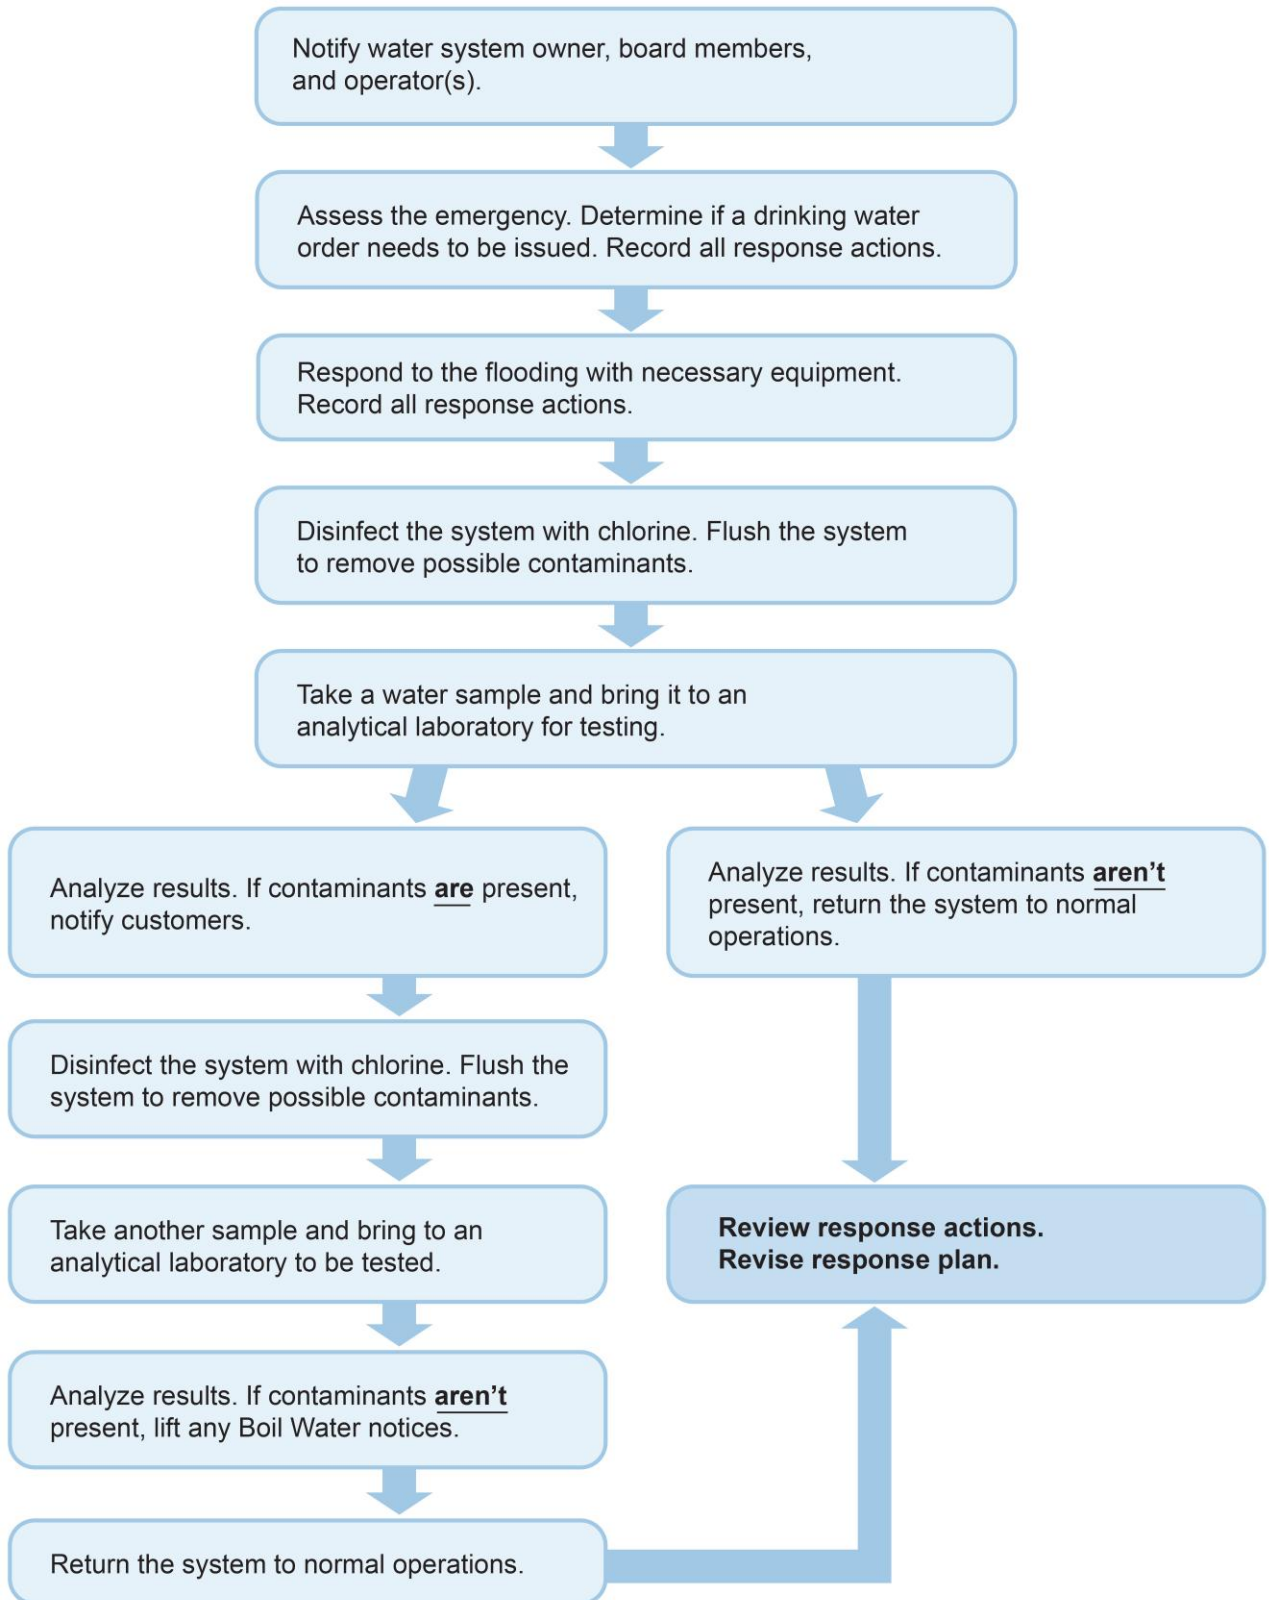 Notify water system owner, board members,
and operator(s).
Assess the emergency. Determine if a drinking water
order needs to be issued. Record all response actions.
Respond to the flooding with necessary equipment.
Record all response actions.
Disinfect the system with chlorine. Flush the system
to remove possible contaminants.
Take a water sample and bring it to an
analytical laboratory for testing.
Analyze results. If contaminants are present,
notify customers.
Disinfect the system with chlorine. Flush the
system to remove possible contaminants.
Take another sample and bring to an
analytical laboratory to be tested.
Analyze results. If contaminants aren't
present, lift any Boil Water notices.
Return the system to normal operations.
Analyze results. If contaminants aren't
present, return the system to normal
operations.
Review response actions.
Revise response plan.